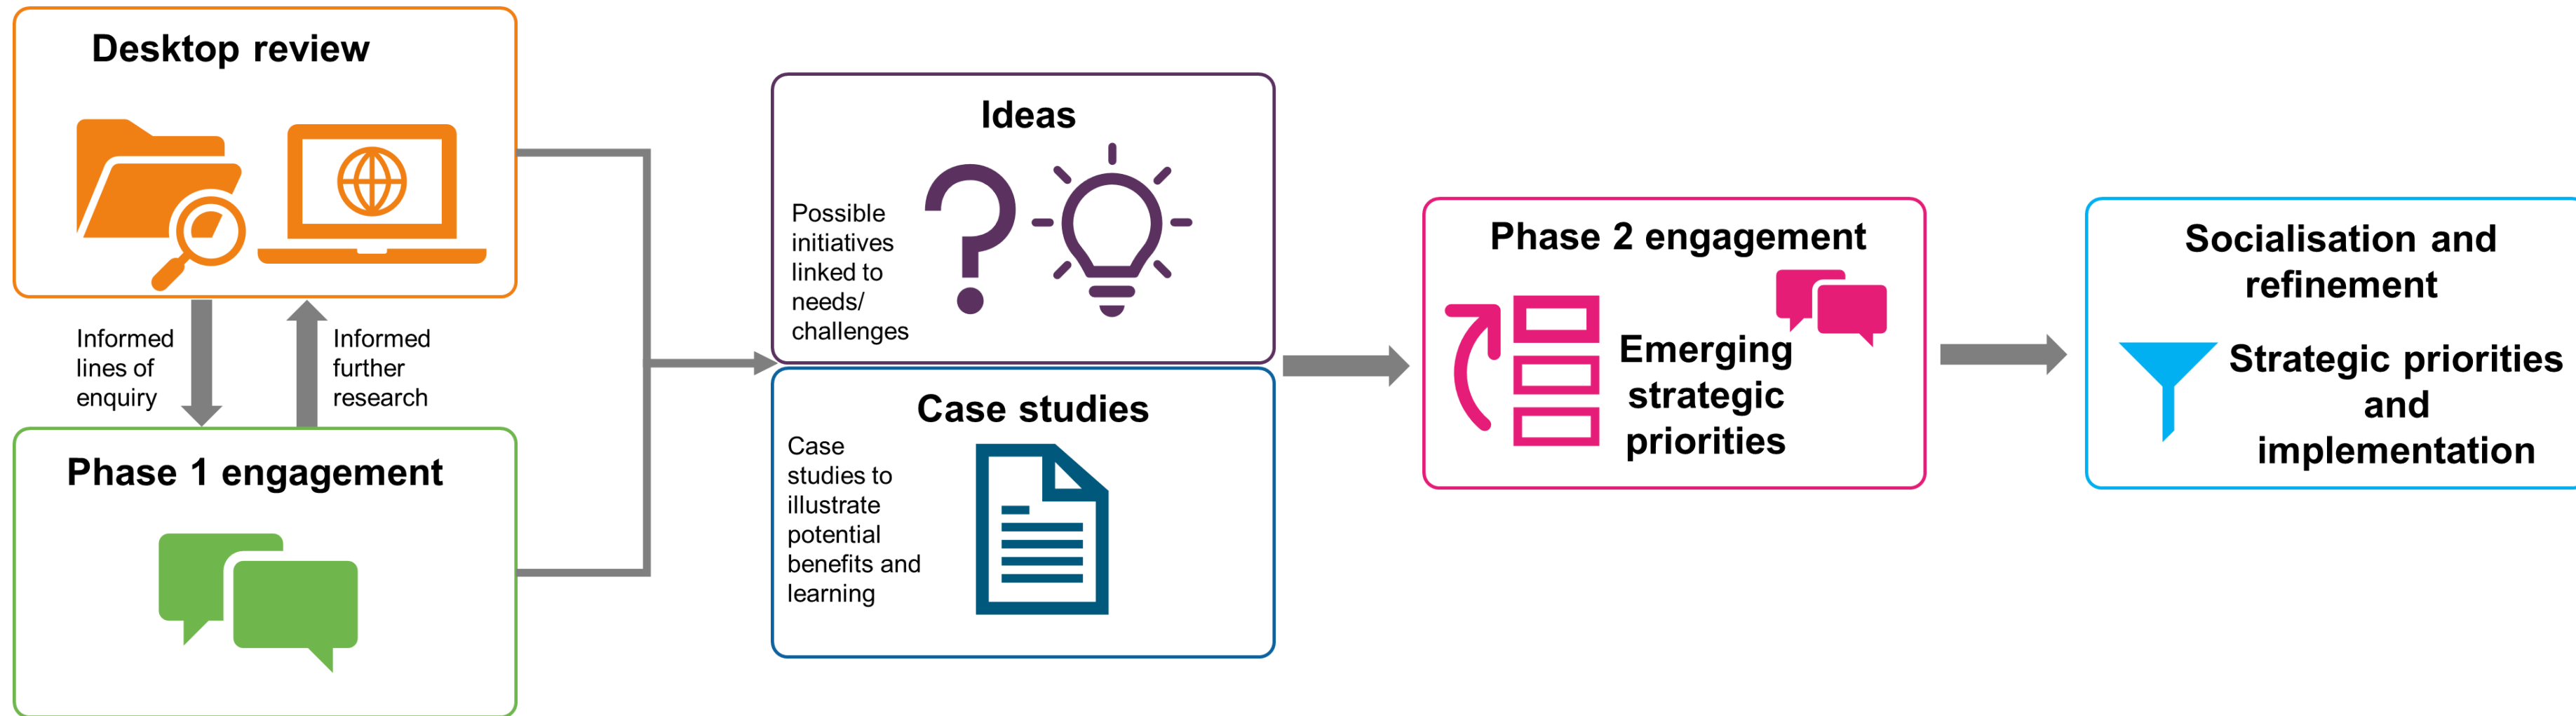 Desktop review
Informed
lines of
enquiry
Informed
further
research
Phase 1 engagement
Ideas
Possible
initiatives
linked to
needs/
challenges
Case studies
Case
studies to
illustrate
potential
benefits and
learning
Phase 2 engagement
Emerging
strategic
priorities
Socialisation and
refinement
Strategic priorities
and
implementation